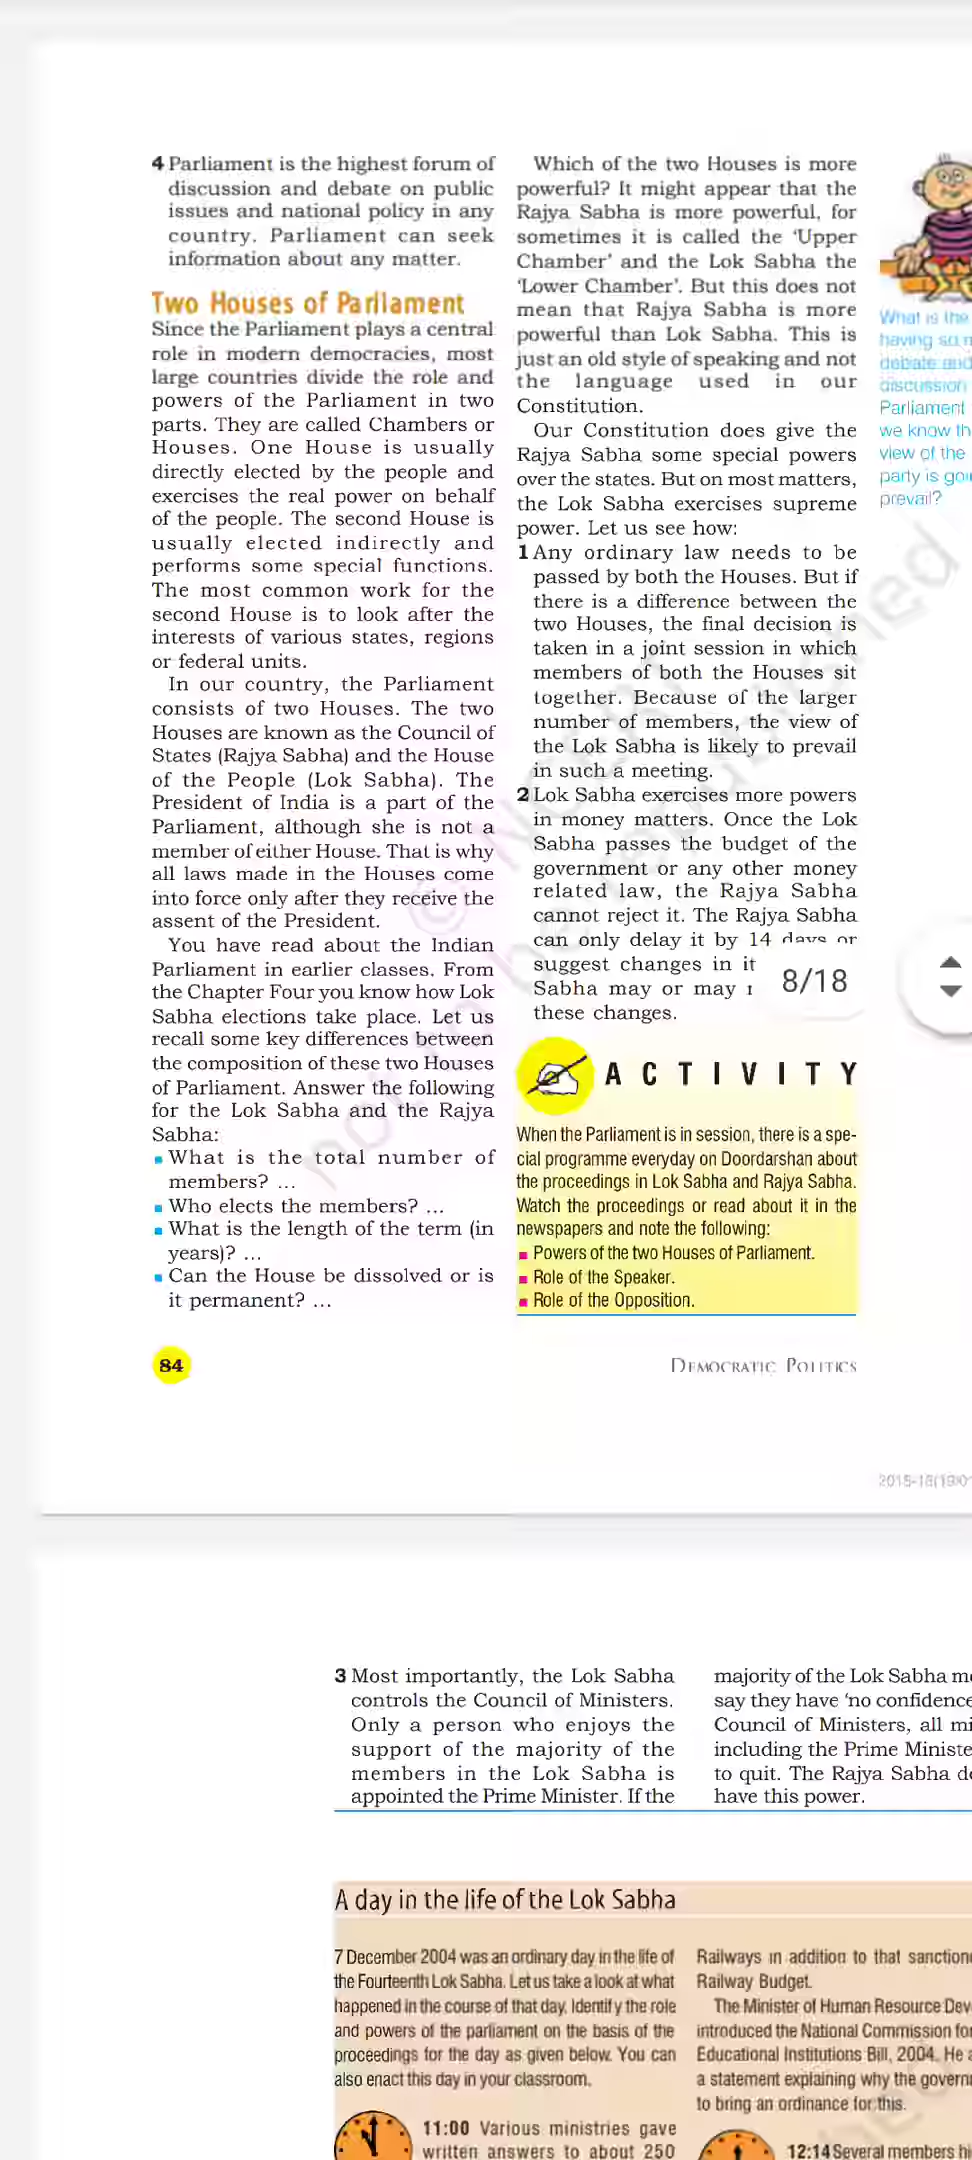 4 Parliament is the highest forum of
discussion and debate on public
issues and national policy in any
country. Parliament can seek
information about any matter.
Two Houses of Parliament
Since the Parliament plays a central
role in modern democracies, most
large countries divide the role and
powers of the Parliament in two
parts. They are called Chambers or
Houses. One House is usually
directly elected by the people and
exercises the real power on behalf
of the people. The second House is
usually elected indirectly and
performs some special functions.
The most common work for the
second House is to look after the
interests of various states, regions
or federal units.
In our country, the Parliament
consists of two Houses. The two
Houses are known as the Council of
States (Rajya Sabha) and the House
of the People (Lok Sabha). The
President of India is a part of the
Parliament, although she is not a
member of either House. That is why
all laws made in the Houses come
into force only after they receive the
assent of the President.
You have read about the Indian
Parliament in earlier classes. From
the Chapter Four you know how Lok
Sabha elections take place. Let us
recall some key differences between
the composition of these two Houses
of Parliament. Answer the following
for the Lok Sabha and the Rajya
Sabha:
▪ What is the total number of
members? ...
▪ Who elects the members? ...
▪ What is the length of the term (in
years)? ...
▪ Can the House be dissolved or is
it permanent? ...
Which of the two Houses is more
powerful? It might appear that the
Rajya Sabha is more powerful, for
sometimes it is called the ‘Upper
Chamber’ and the Lok Sabha the
‘Lower Chamber’. But this does not
mean that Rajya Sabha is more
powerful than Lok Sabha. This is
just an old style of speaking and not
the language used in our
Constitution.
Our Constitution does give the
Rajya Sabha some special powers
over the states. But on most matters,
the Lok Sabha exercises supreme
power. Let us see how:
1 Any ordinary law needs to be
passed by both the Houses. But if
there is a difference between the
two Houses, the final decision is
taken in a joint session in which
members of both the Houses sit
together. Because of the larger
number of members, the view of
the Lok Sabha is likely to prevail
in such a meeting.
2 Lok Sabha exercises more powers
in money matters. Once the Lok
Sabha passes the budget of the
government or any other money
related law, the Rajya Sabha
cannot reject it. The Rajya Sabha
can only delay it by 14 days or
suggest changes in it
Sabha may or may
these changes.
8/18
What is the
having so
debate and
discussion
Parliament
we know
view of the
party is
prevail?
ACTIVITY
When the Parliament is in session, there is a spe-
cial programme everyday on Doordarshan about
the proceedings in Lok Sabha and Rajya Sabha.
Watch the proceedings or read about it in the
newspapers and note the following:
▪ Powers of the two Houses of Parliament.
▪ Role of the Speaker.
▪ Role of the Opposition.
84
DEMOCRATIC POLITICS
© NCERT
not to be republished
3 Most importantly, the Lok Sabha
controls the Council of Ministers.
Only a person who enjoys the
support of the majority of the
members in the Lok Sabha is
appointed the Prime Minister. If the
majority of the Lok Sabha
say they have ‘no confidence
Council of Ministers, all
including the Prime
to quit. The Rajya Sabha
have this power.
A day in the life of the Lok Sabha
7 December 2004 was an ordinary day in the life of
the Fourteenth Lok Sabha. Let us take a look at what
happened in the course of that day. Identify the role
and powers of the parliament on the basis of the
proceedings for the day as given below. You can
also enact this day in your classroom.
11:00 Various ministries gave
written answers to about 250
Railways in addition to that
Railway Budget.
The Minister of Human Resource
introduced the National Commission
Educational Institutions Bill, 2004. He
a statement explaining why the
to bring an ordinance for this.
12:14 Several members